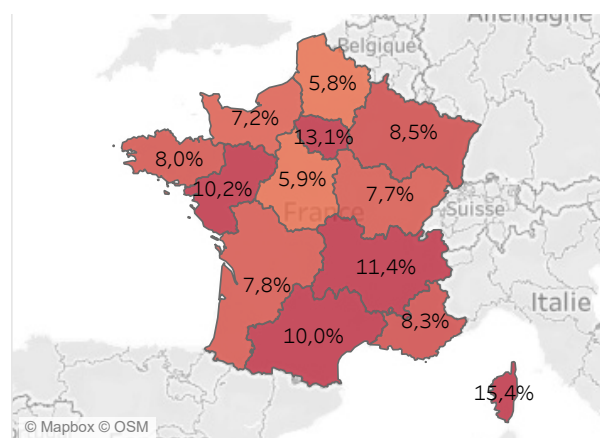 Allemagne
Belgique
5,8%
7,2%
13,1%
8,5%
8,0%
10,2%
5,9%
7,7%
France
Suisse
11,4%
7,8%
Italie
8,3%
10,0%
15,4%
© Mapbox © OSM